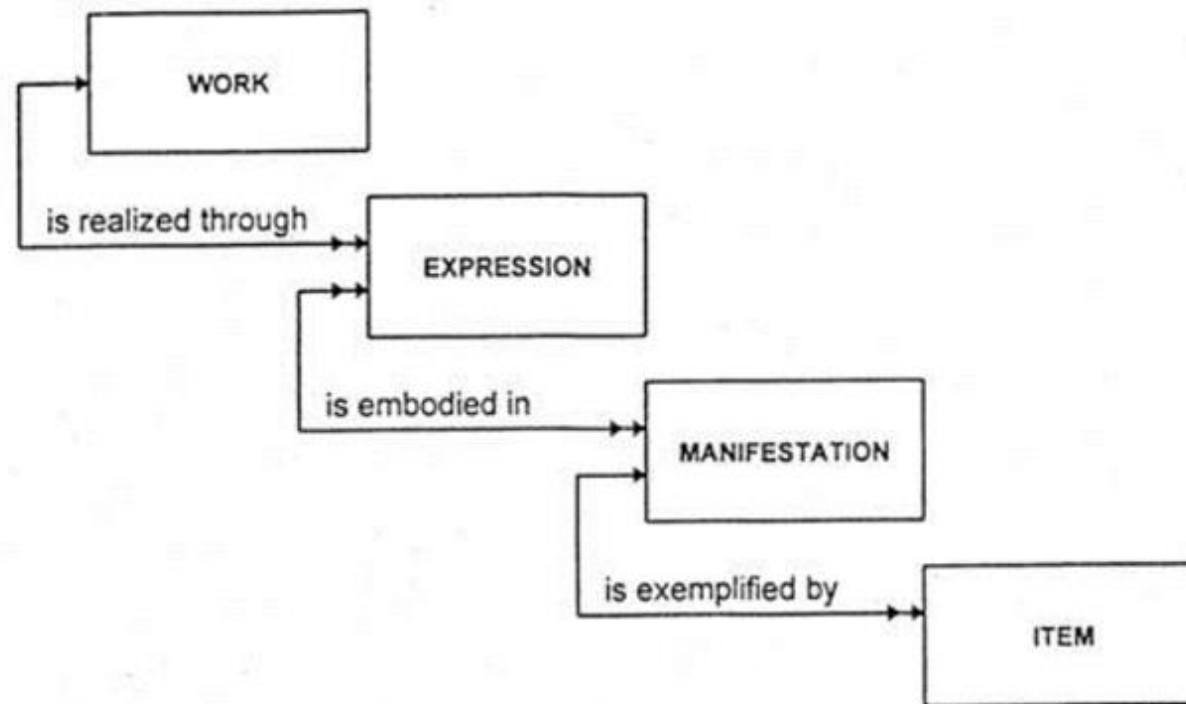 WORK
is realized through
EXPRESSION
is embodied in
MANIFESTATION
is exemplified by
ITEM